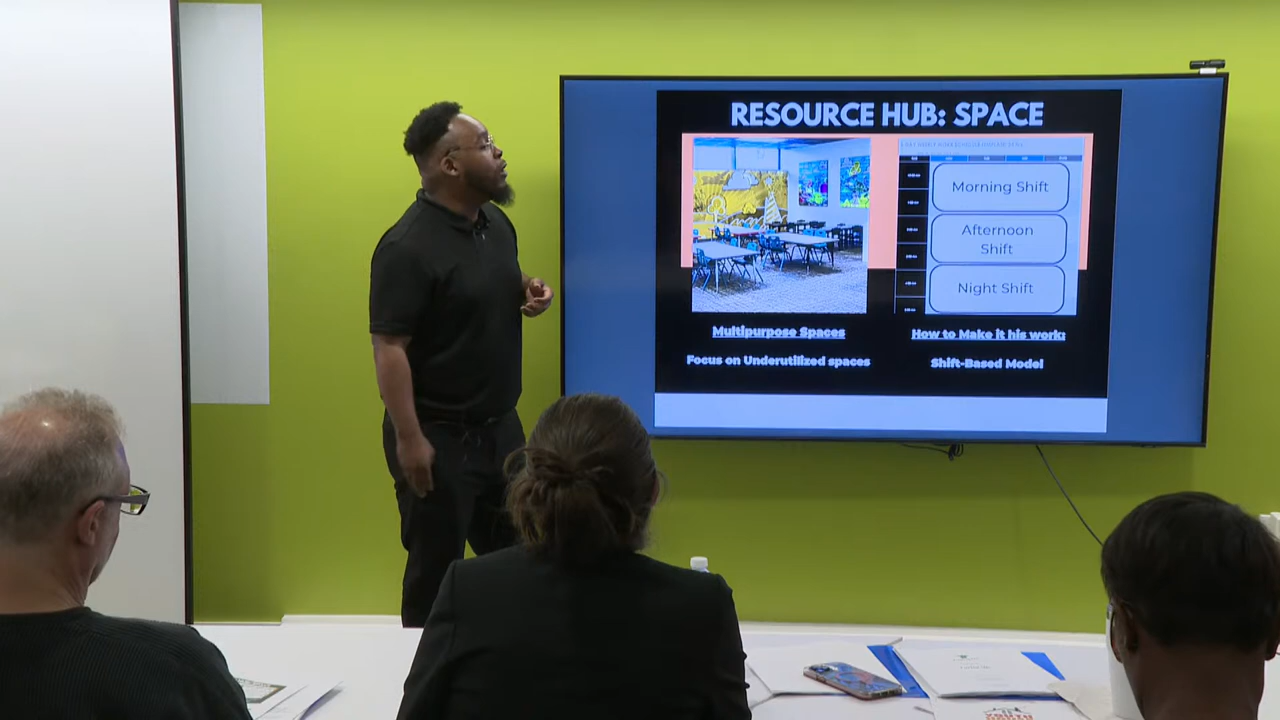 RESOURCE HUB: SPACE
Morning Shift
Afternoon
Shift
Night Shift
Multipurpose Spaces
How to Make it his work:
Focus on Underutilized spaces
Shift-Based Model